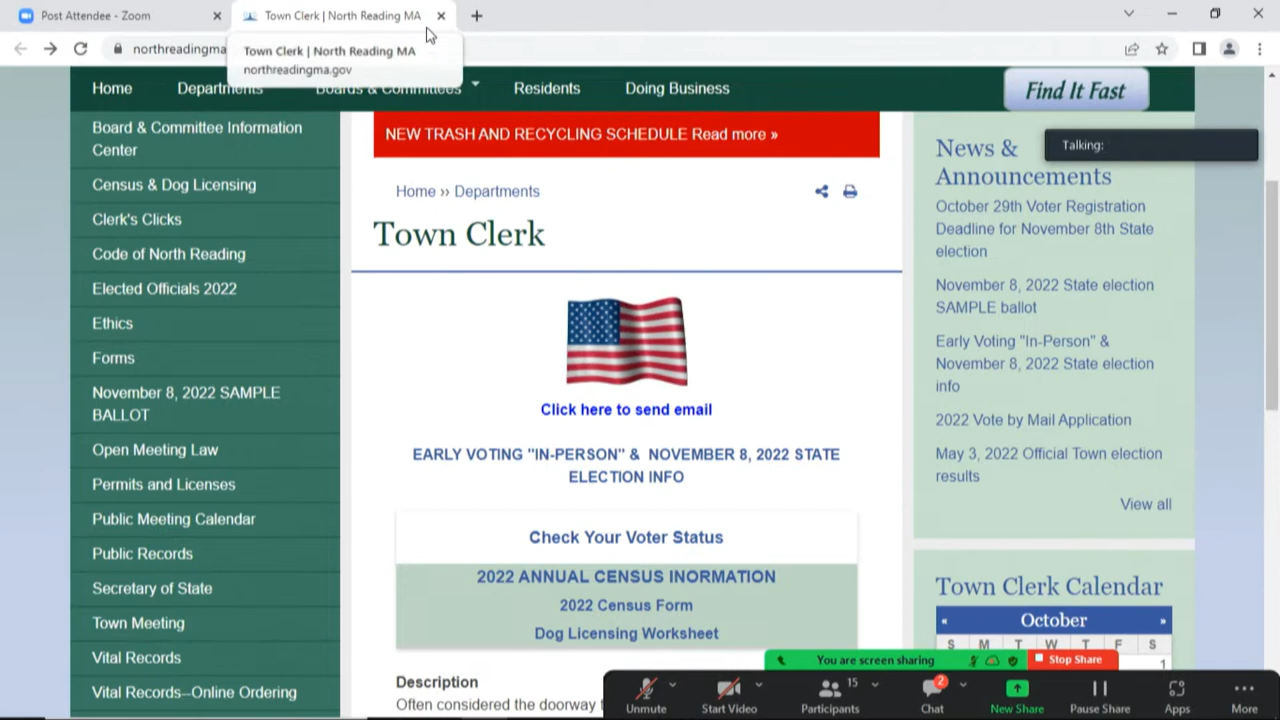 Post Attendee - Zoom
Town Clerk | North Reading MA
northreadingma
Town Clerk | North Reading MA
northreadingma.gov
Home
Departments
Boards & Committees
Residents
Doing Business
Find It Fast
Board & Committee Information
Center
Census & Dog Licensing
Clerk's Clicks
Code of North Reading
Elected Officials 2022
Ethics
Forms
November 8, 2022 SAMPLE
BALLOT
Open Meeting Law
Permits and Licenses
Public Meeting Calendar
Public Records
Secretary of State
Town Meeting
Vital Records
Vital Records--Online Ordering
NEW TRASH AND RECYCLING SCHEDULE Read more »
Home ›› Departments
Town Clerk
Click here to send email
EARLY VOTING "IN-PERSON" & NOVEMBER 8, 2022 STATE
ELECTION INFO
Check Your Voter Status
2022 ANNUAL CENSUS INORMATION
2022 Census Form
Dog Licensing Worksheet
Description
Often considered the doorway t
Talking:
News &
Announcements
October 29th Voter Registration
Deadline for November 8th State
election
November 8, 2022 State election
SAMPLE ballot
Early Voting "In-Person" &
November 8, 2022 State election
info
2022 Vote by Mail Application
May 3, 2022 Official Town election
results
View all
Town Clerk Calendar
« October »
S M T W T F S
1
You are screen sharing
Stop Share
Unmute
Start Video
15
Participants
2
Chat
New Share
Pause Share
Apps
More